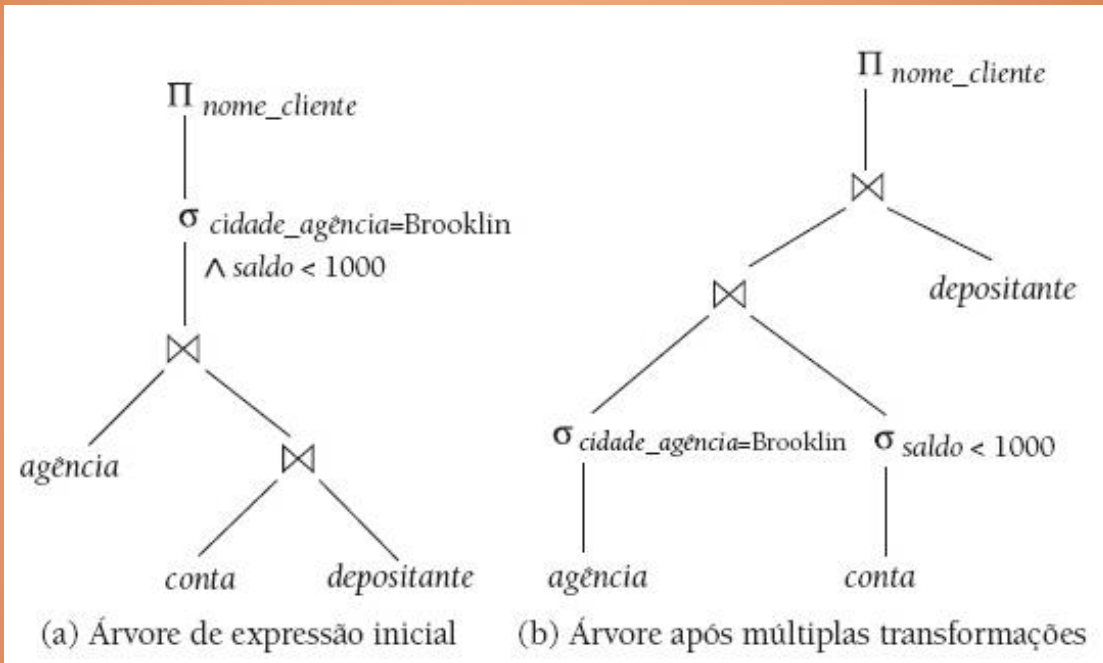 Π nome_cliente
σ cidade_agência=Brooklin
∧ saldo < 1000
⋈
agência
⋈
conta
depositante
(a) Árvore de expressão inicial
Π nome_cliente
⋈
⋈
depositante
σ cidade_agência=Brooklin
σ saldo < 1000
agência
conta
(b) Árvore após múltiplas transformações